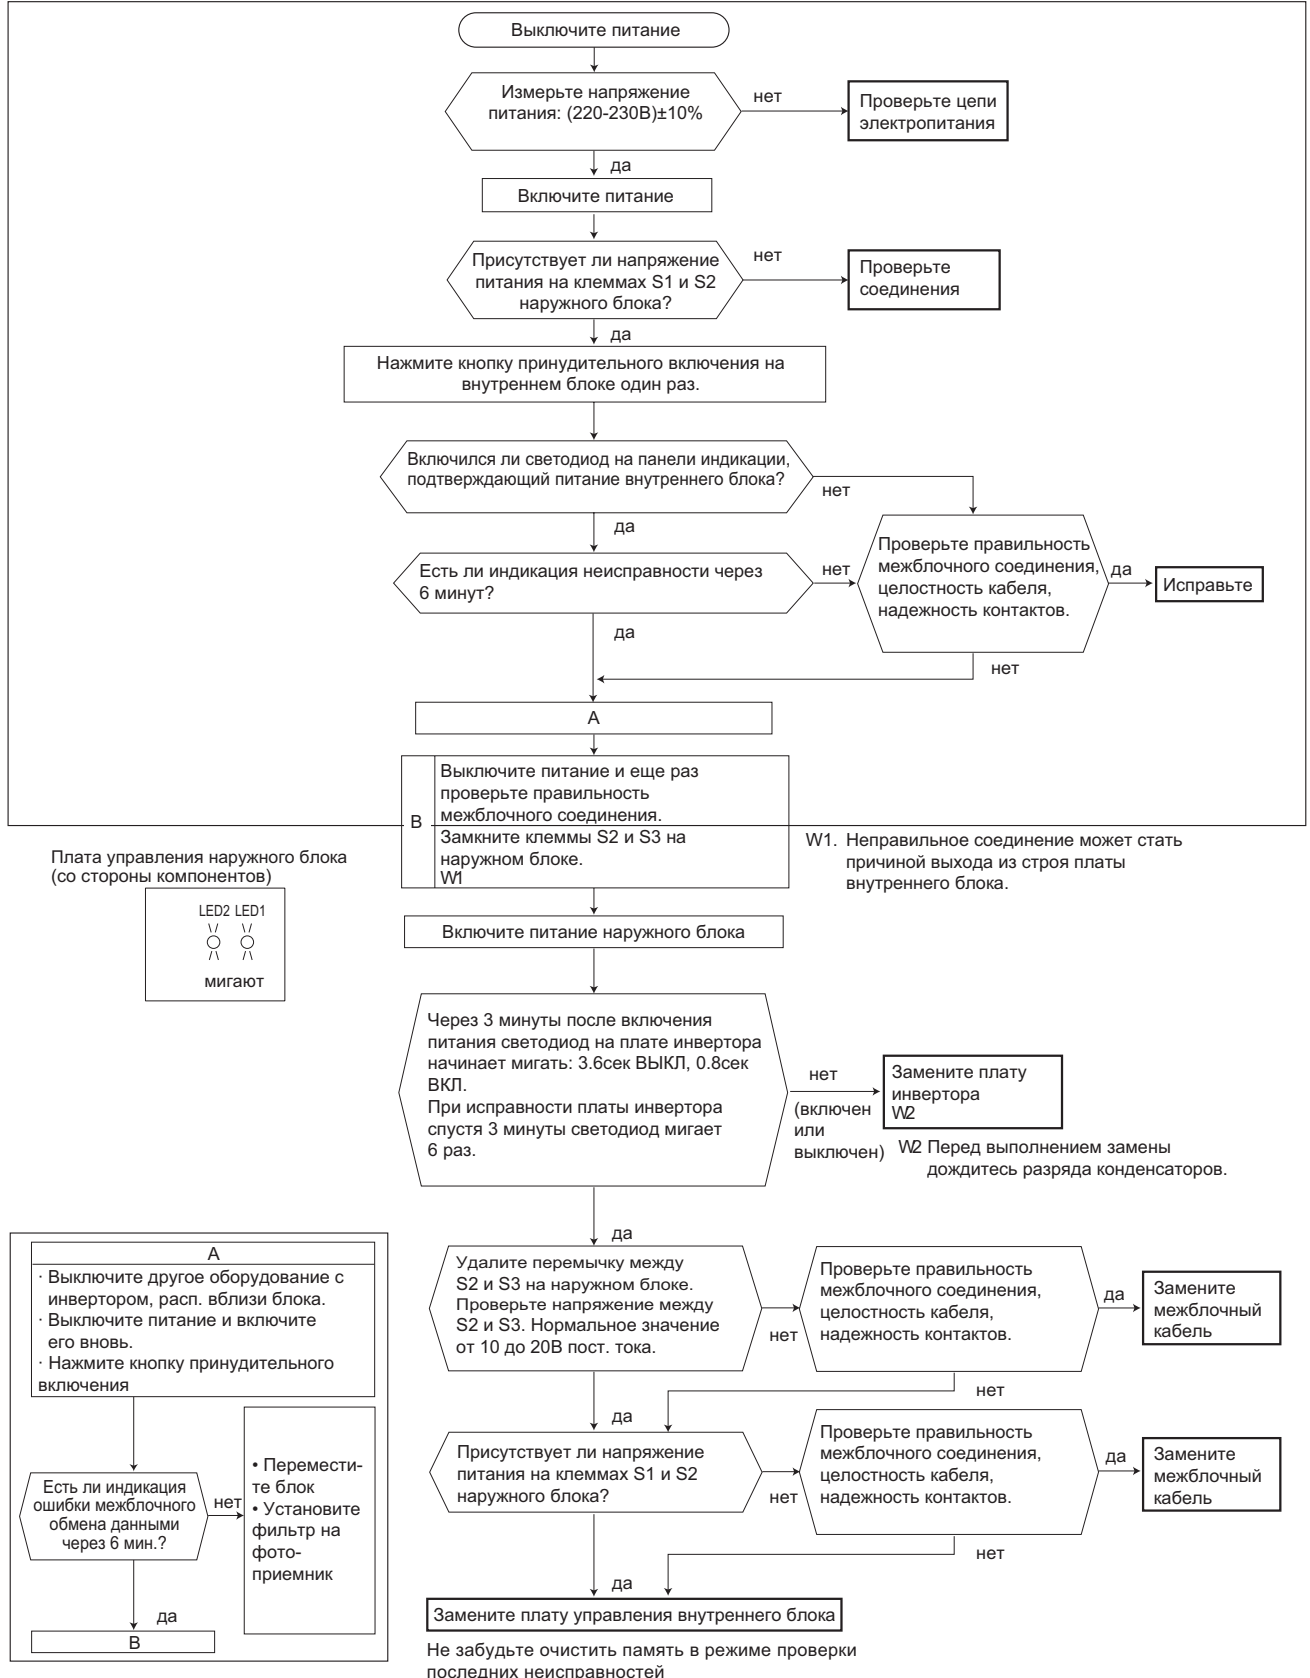 Выключите питание
Измерьте напряжение
питания: (220-230В)±10%
нет
Проверьте цепи
электропитания
да
Включите питание
Присутствует ли напряжение
питания на клеммах S1 и S2
наружного блока?
нет
Проверьте
соединения
да
Нажмите кнопку принудительного включения на
внутреннем блоке один раз.
Включился ли светодиод на панели индикации,
подтверждающий питание внутреннего блока?
нет
да
Есть ли индикация неисправности через
6 минут?
нет
Проверьте правильность
межблочного соединения,
целостность кабеля,
надежность контактов.
да
Исправьте
да
нет
A
B
Выключите питание и еще раз
проверьте правильность
межблочного соединения.
Замкните клеммы S2 и S3 на
наружном блоке.
W1
W1. Неправильное соединение может стать
причиной выхода из строя платы
внутреннего блока.
Плата управления наружного блока
(со стороны компонентов)
LED2 LED1
мигают
Включите питание наружного блока
Через 3 минуты после включения
питания светодиод на плате инвертора
начинает мигать: 3.6сек ВЫКЛ, 0.8сек
ВКЛ.
При исправности платы инвертора
спустя 3 минуты светодиод мигает
6 раз.
нет
(включен
или
выключен)
Замените плату
инвертора
W2
W2 Перед выполнением замены
дождитесь разряда конденсаторов.
да
Удалите перемычку между
S2 и S3 на наружном блоке.
Проверьте напряжение между
S2 и S3. Нормальное значение
от 10 до 20В пост. тока.
нет
Проверьте правильность
межблочного соединения,
целостность кабеля,
надежность контактов.
да
Замените
межблочный
кабель
нет
да
Присутствует ли напряжение
питания на клеммах S1 и S2
наружного блока?
нет
Проверьте правильность
межблочного соединения,
целостность кабеля,
надежность контактов.
да
Замените
межблочный
кабель
нет
да
Замените плату управления внутреннего блока
Не забудьте очистить память в режиме проверки
последних неисправностей
A
· Выключите другое оборудование с
инвертором, расп. вблизи блока.
· Выключите питание и включите
его вновь.
· Нажмите кнопку принудительного
включения
Есть ли индикация
ошибки межблочного
обмена данными
через 6 мин.?
нет
• Перемести-
те блок
• Установите
фильтр на
фото-
приемник
да
B